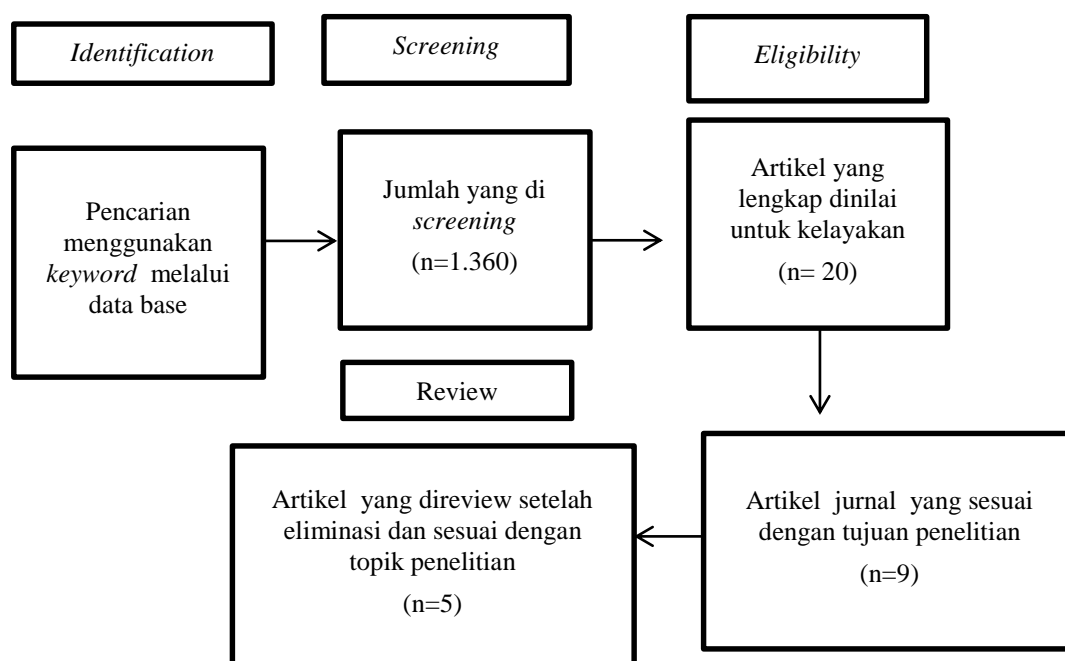 Identification
Screening
Eligibility
Pencarian
menggunakan
keyword melalui
data base
Jumlah yang di
screening
(n=1.360)
Artikel yang
lengkap dinilai
untuk kelayakan
(n= 20)
Review
Artikel yang direview setelah
eliminasi dan sesuai dengan
topik penelitian
(n=5)
Artikel jurnal yang sesuai
dengan tujuan penelitian
(n=9)